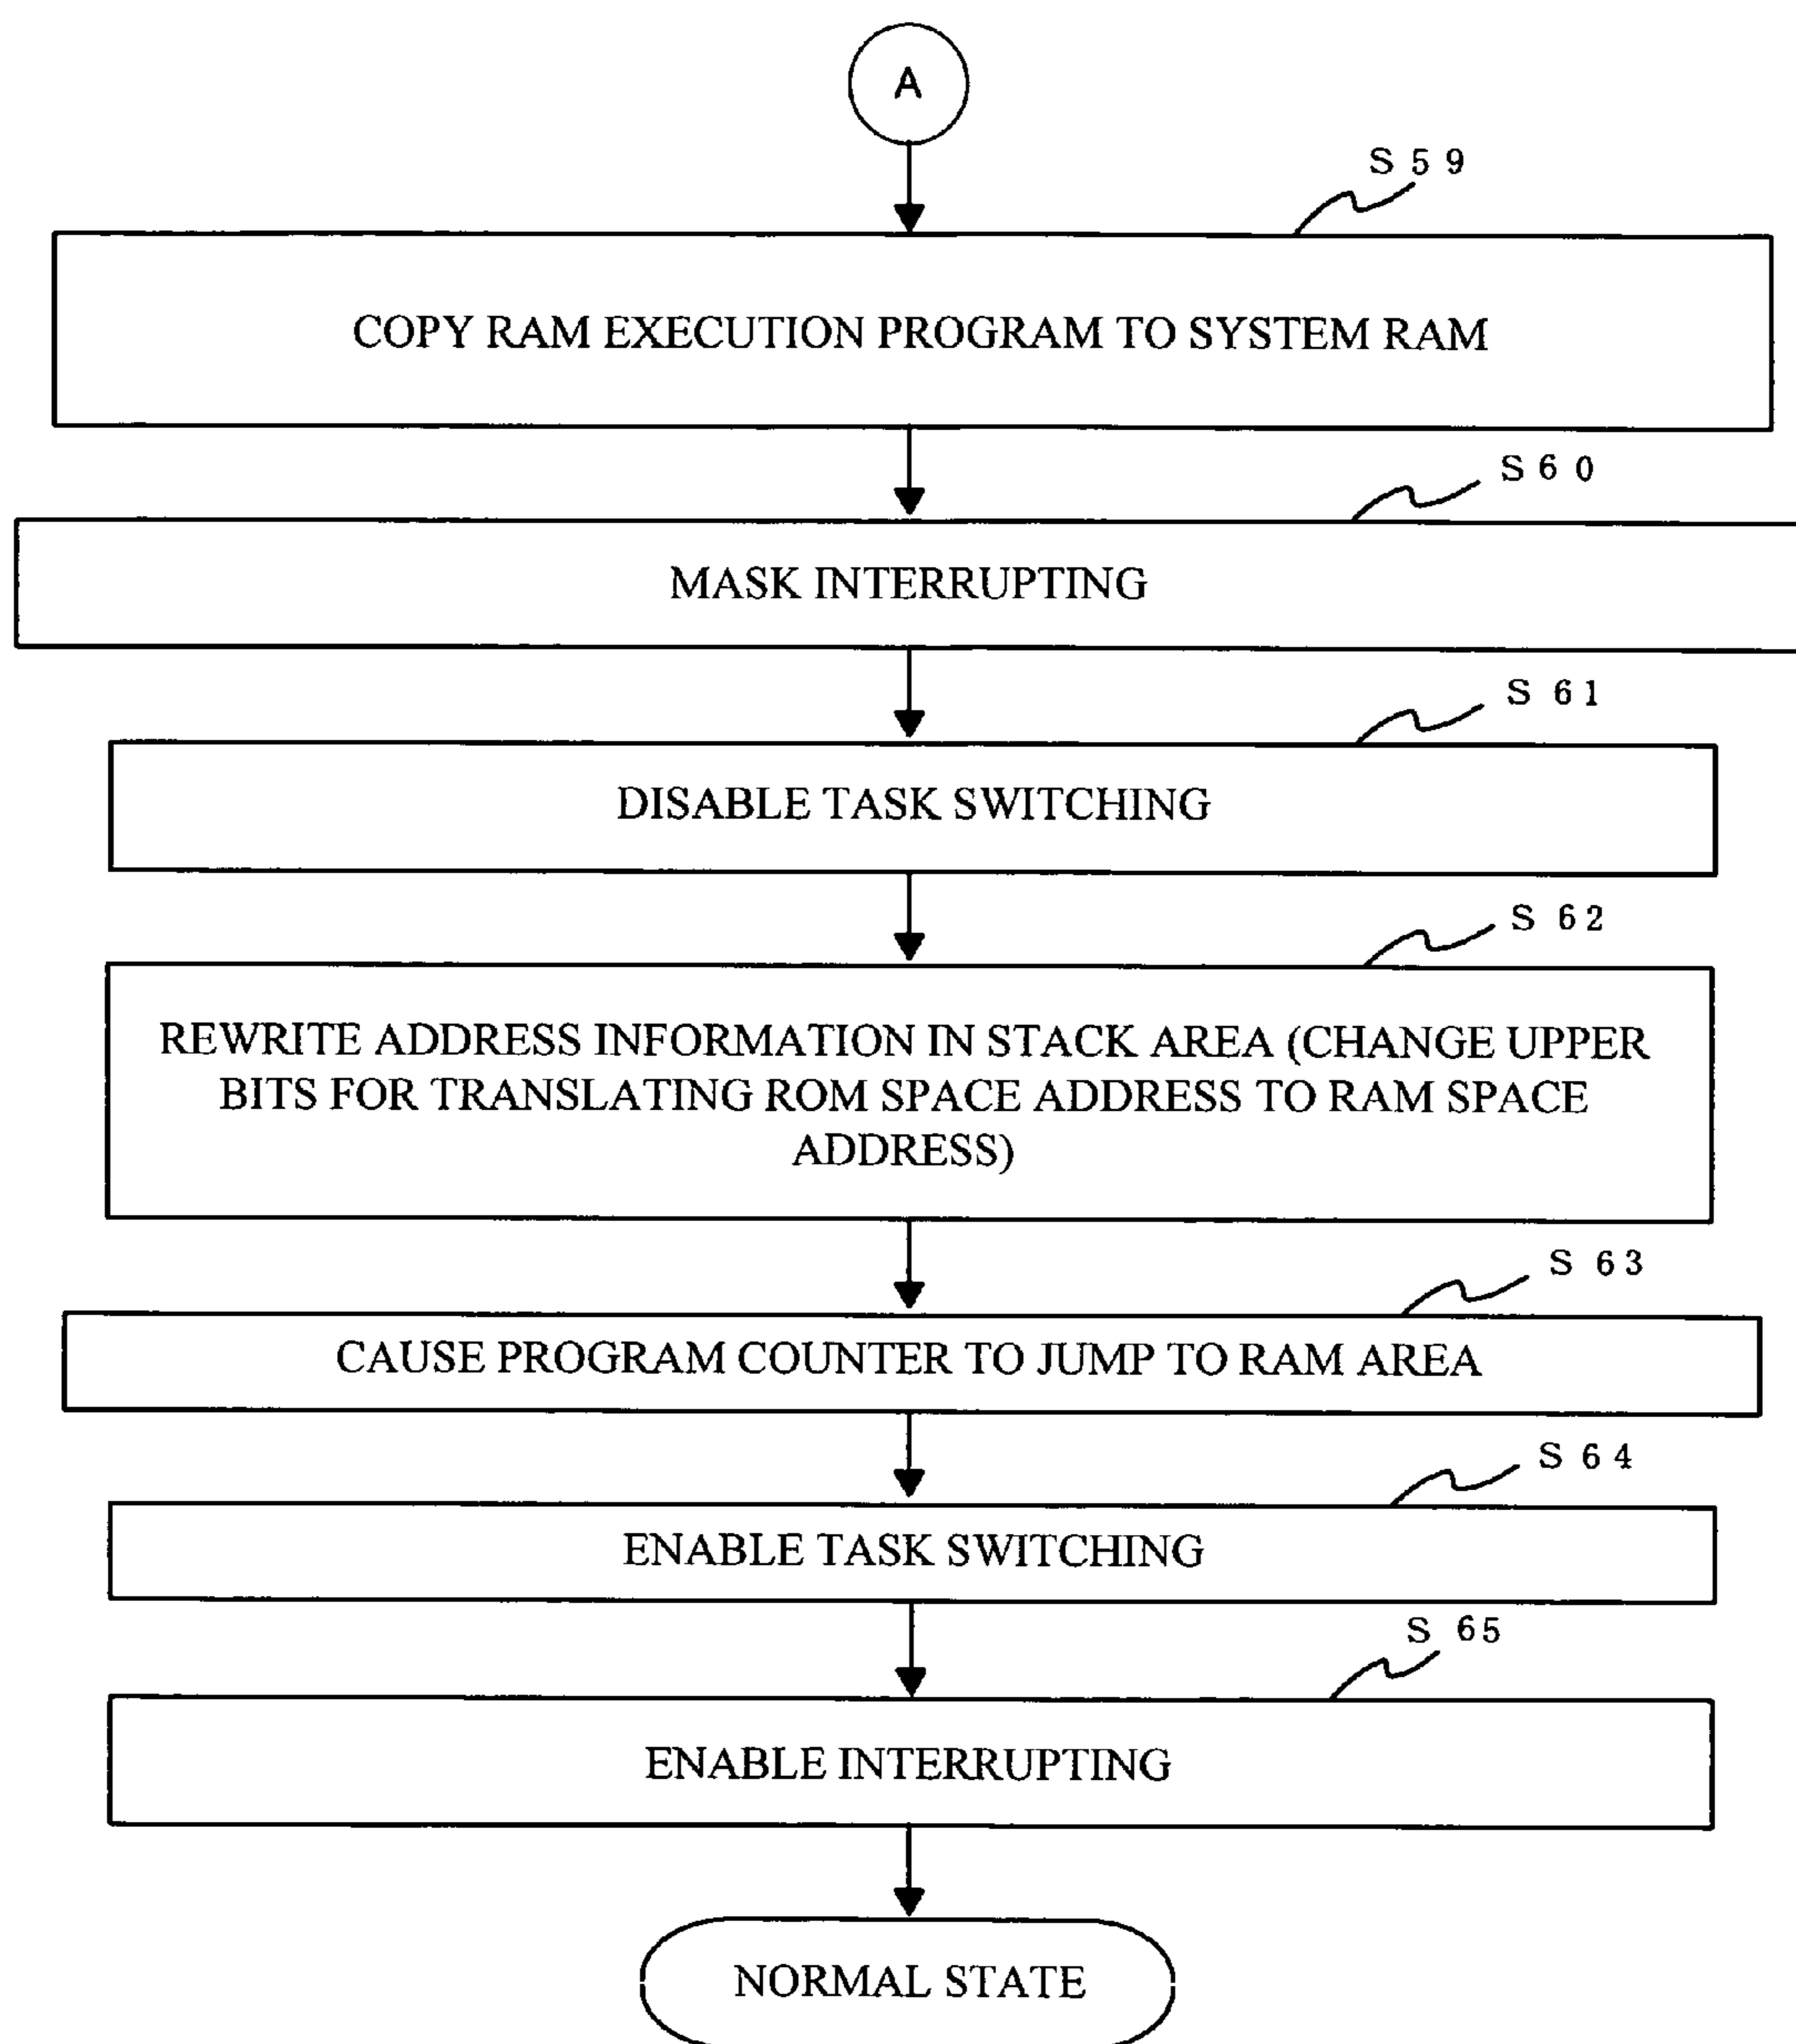 A
S59
COPY RAM EXECUTION PROGRAM TO SYSTEM RAM
S60
MASK INTERRUPTING
S61
DISABLE TASK SWITCHING
S62
REWRITE ADDRESS INFORMATION IN STACK AREA (CHANGE UPPER
BITS FOR TRANSLATING ROM SPACE ADDRESS TO RAM SPACE
ADDRESS)
S63
CAUSE PROGRAM COUNTER TO JUMP TO RAM AREA
S64
ENABLE TASK SWITCHING
S65
ENABLE INTERRUPTING
NORMAL STATE